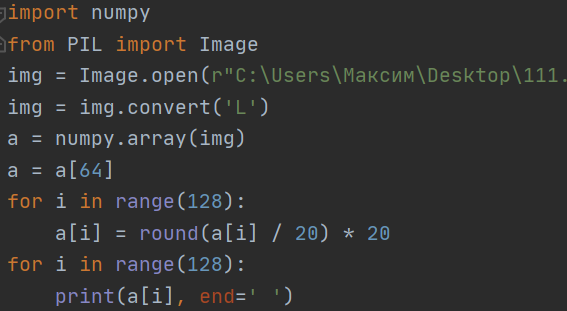 import numpy
from PIL import Image
img = Image.open(r"C:\Users\Максим\Desktop\111.
img = img.convert('L')
a = numpy.array(img)
a = a[64]
for i in range(128):
    a[i] = round(a[i] / 20) * 20
for i in range(128):
    print(a[i], end=' ')